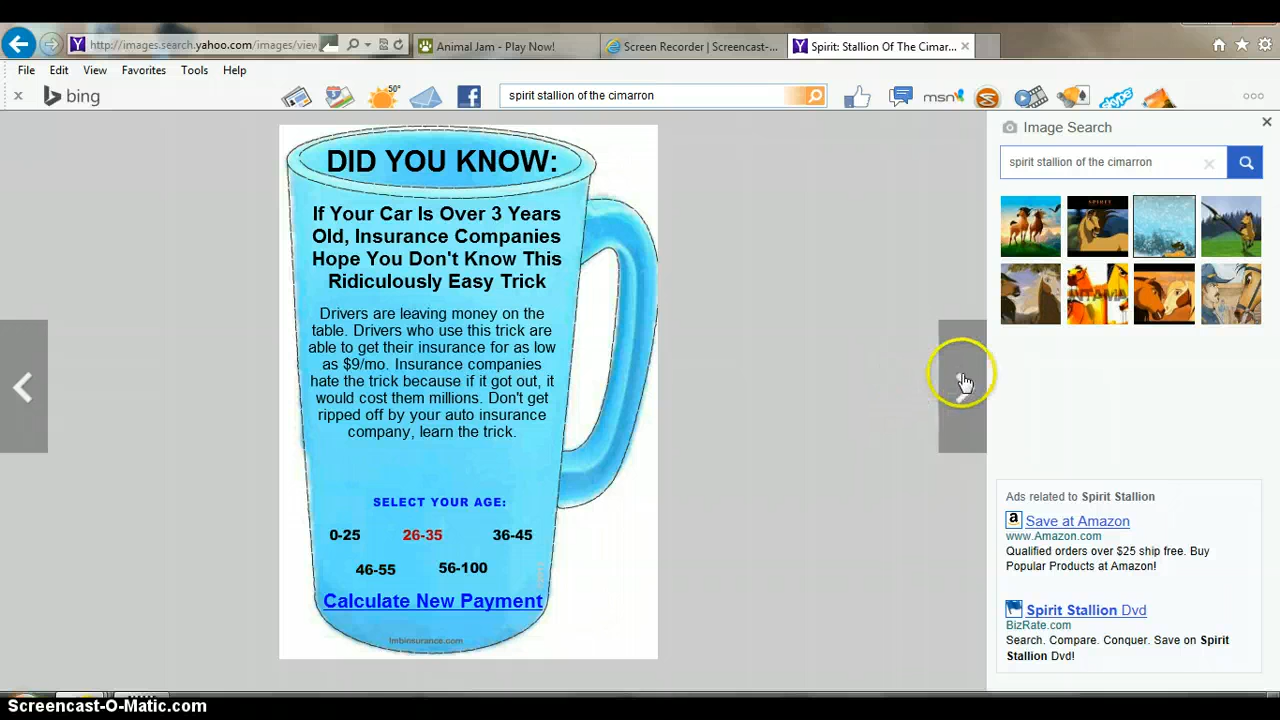 http://images.search.yahoo.com/images/view
Animal Jam - Play Now!
Screen Recorder | Screencast-...
Spirit: Stallion Of The Cimar...
File Edit View Favorites Tools Help
bing
50°
spirit stallion of the cimarron
msn
skype
DID YOU KNOW:
If Your Car Is Over 3 Years
Old, Insurance Companies
Hope You Don't Know This
Ridiculously Easy Trick
Drivers are leaving money on the
table. Drivers who use this trick are
able to get their insurance for as low
as $9/mo. Insurance companies
hate the trick because if it got out, it
would cost them millions. Don't get
ripped off by your auto insurance
company, learn the trick.
SELECT YOUR AGE:
0-25 26-35 36-45
46-55 56-100
Calculate New Payment
lmbinsurance.com
Image Search
spirit stallion of the cimarron
SPIRIT
Ads related to Spirit Stallion
Save at Amazon
www.Amazon.com
Qualified orders over $25 ship free. Buy
Popular Products at Amazon!
Spirit Stallion Dvd
BizRate.com
Search. Compare. Conquer. Save on Spirit
Stallion Dvd!
Screencast-O-Matic.com